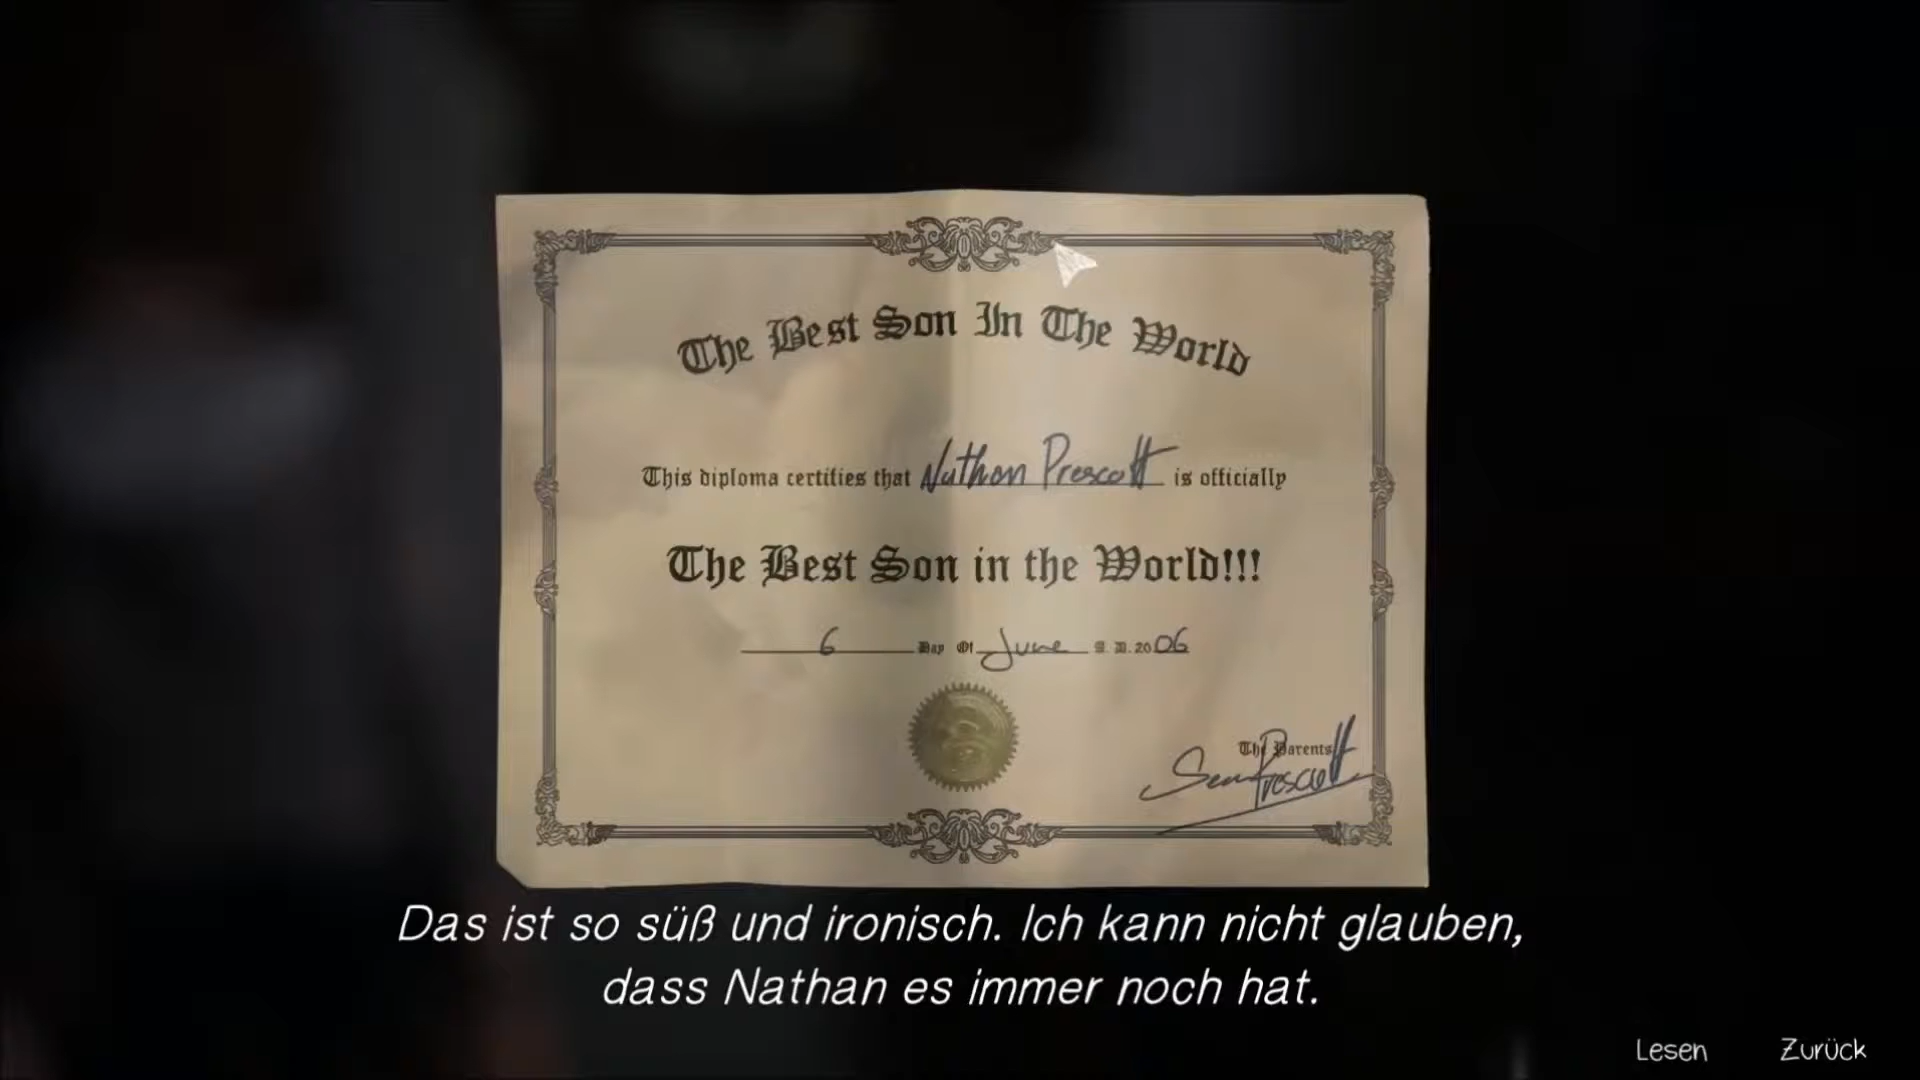 The Best Son In The World
This diploma certifies that Nathan Prescott is officially
The Best Son in the World!!!
6 Day Of June A. D. 2006
The Parents
Sean Prescott
Das ist so süß und ironisch. Ich kann nicht glauben,
dass Nathan es immer noch hat.
Lesen Zurück